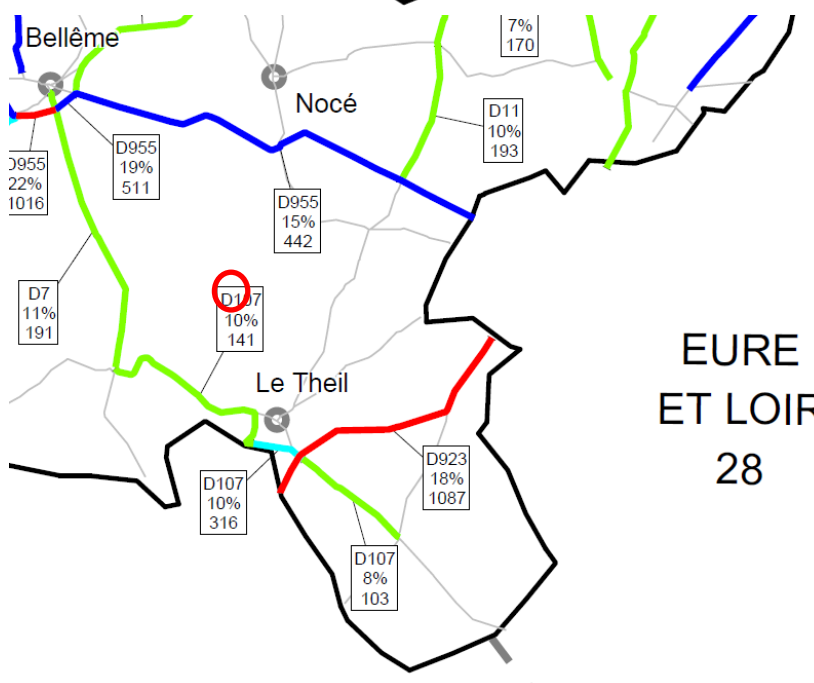 7%
170
Bellême
Nocé
D11
10%
193
D955
19%
511
D955
22%
1016
D955
15%
442
D7
11%
191
D107
10%
141
EURE
ET LOIR
28
Le Theil
D923
18%
1087
D107
10%
316
D107
8%
103